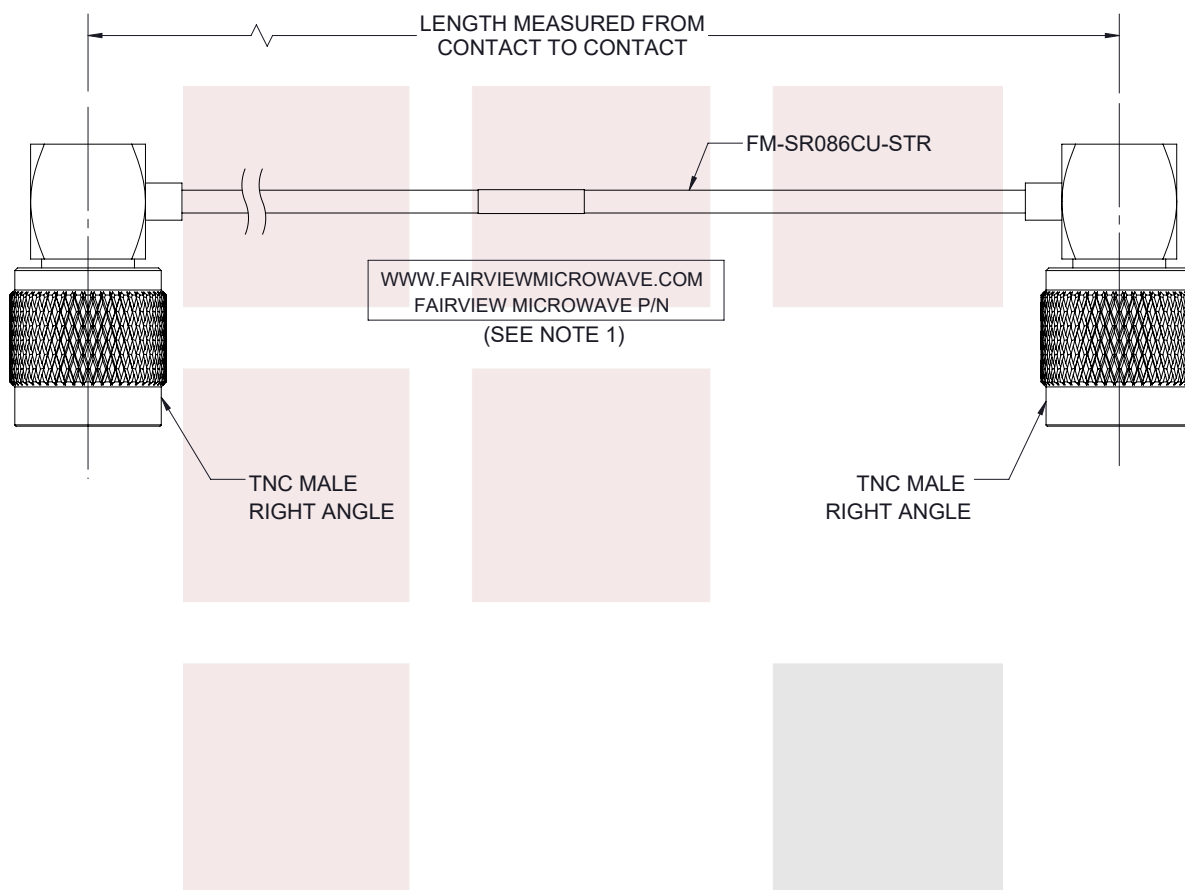 LENGTH MEASURED FROM
CONTACT TO CONTACT
FM-SR086CU-STR
WWW.FAIRVIEWMICROWAVE.COM
FAIRVIEW MICROWAVE P/N
(SEE NOTE 1)
TNC MALE
RIGHT ANGLE
TNC MALE
RIGHT ANGLE